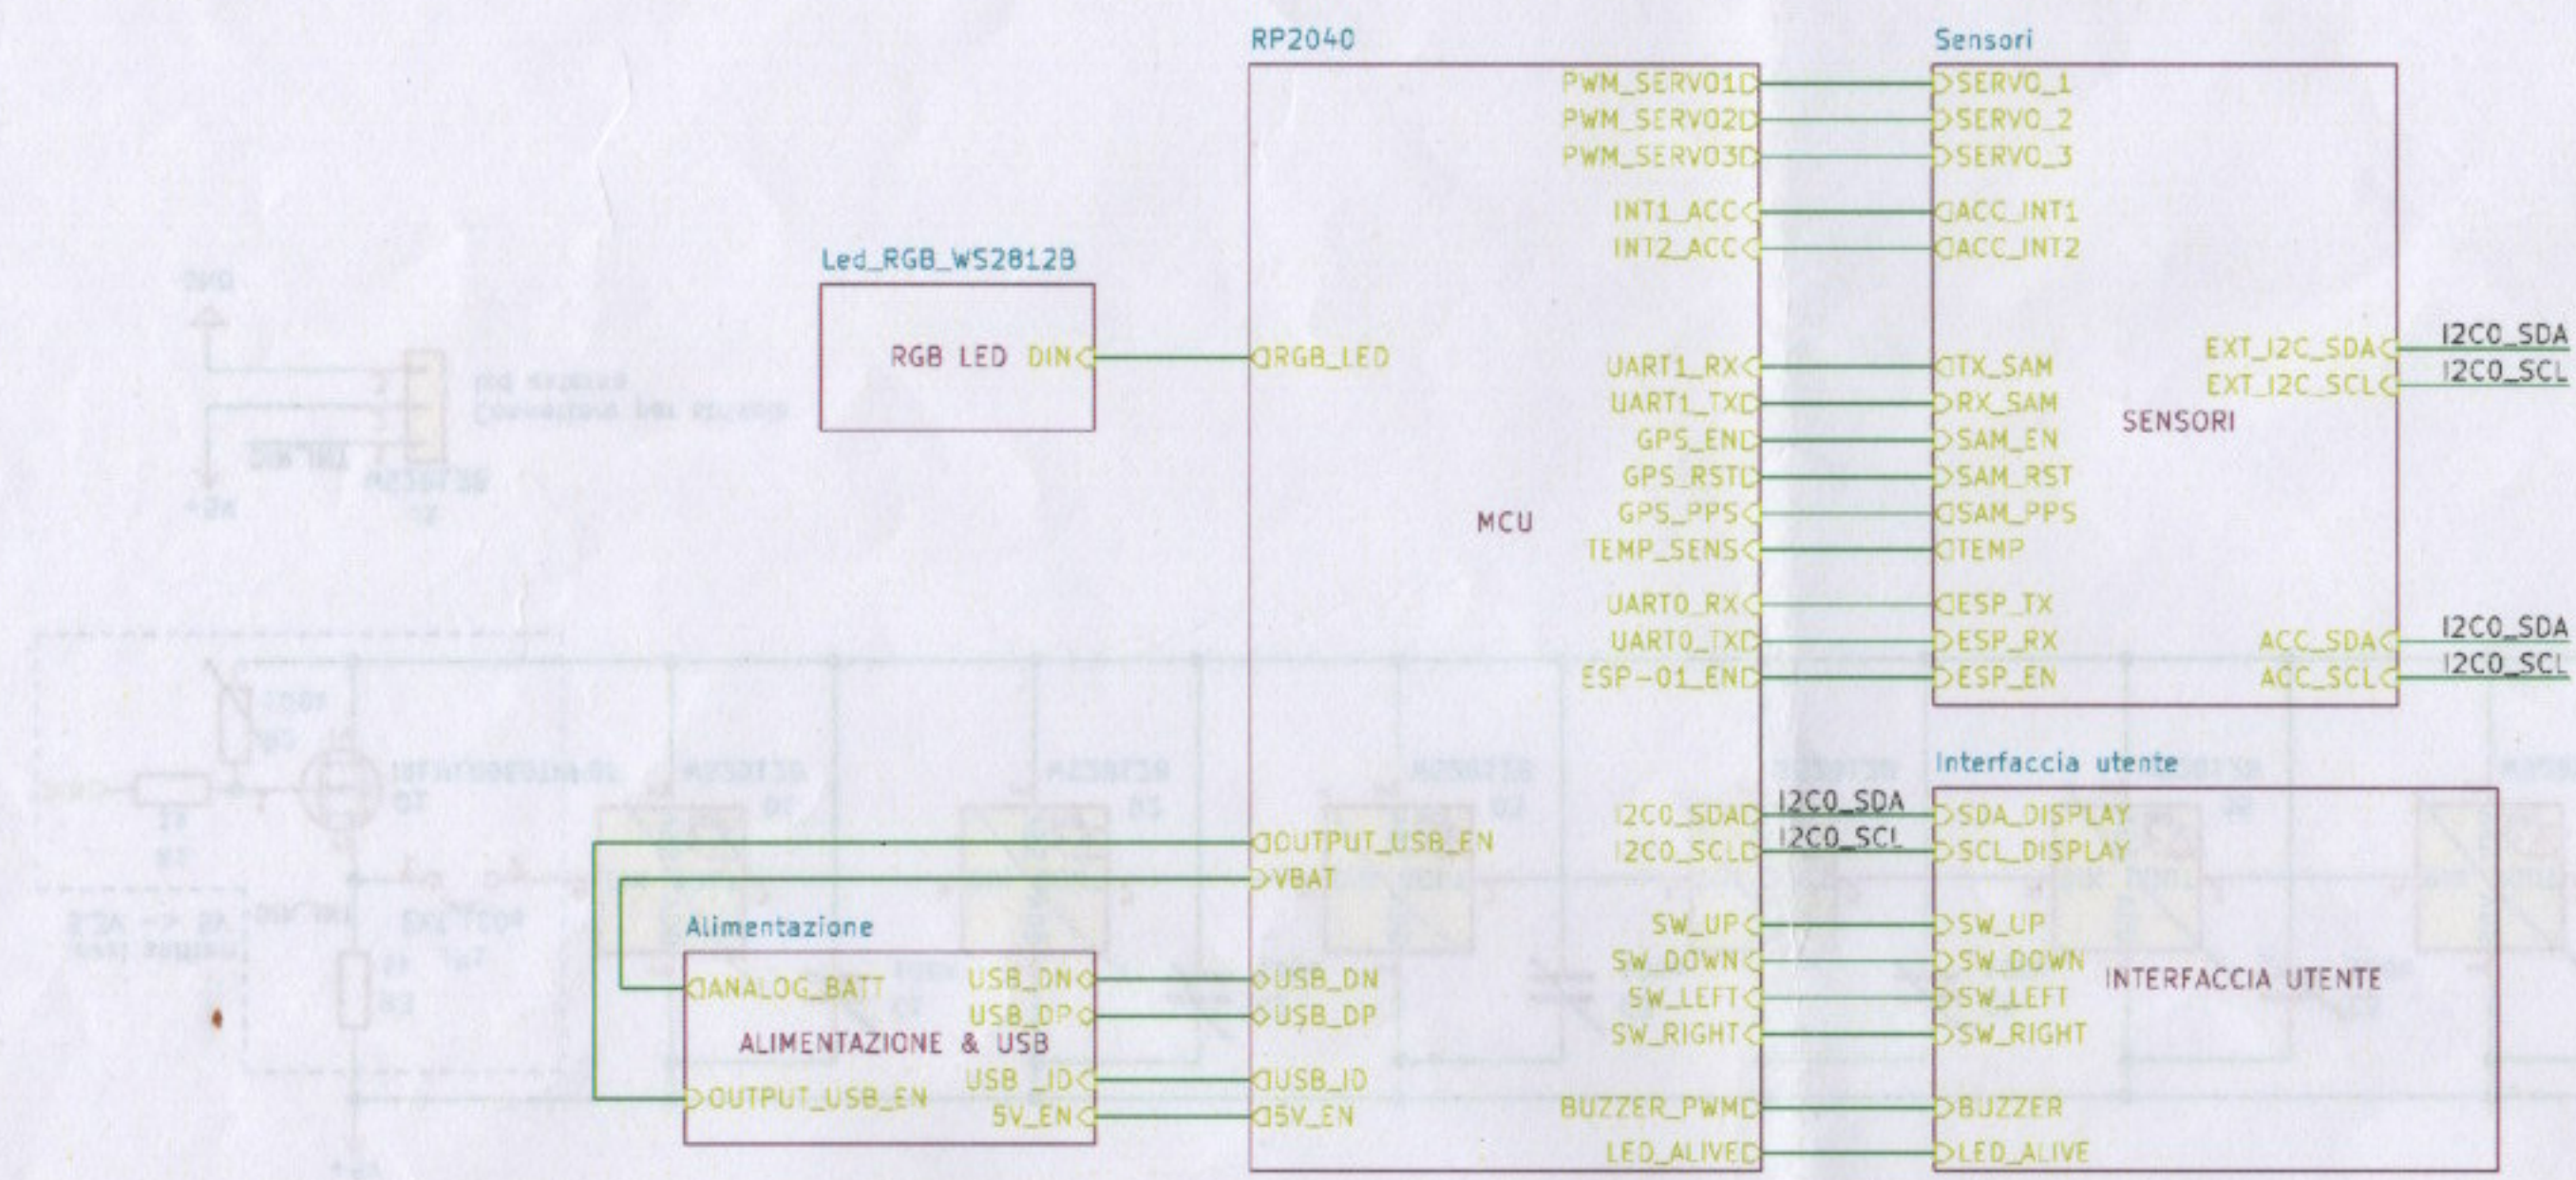 RP2040
PWM_SERVO1
PWM_SERVO2
PWM_SERVO3
INT1_ACC
INT2_ACC
RGB_LED
UART1_RX
UART1_TX
GPS_EN
GPS_RST
GPS_PPS
TEMP_SENS
MCU
UART0_RX
UART0_TX
ESP-01_EN
I2C0_SDA
I2C0_SCL
OUTPUT_USB_EN
VBAT
SW_UP
SW_DOWN
SW_LEFT
SW_RIGHT
USB_DN
USB_DP
USB_ID
5V_EN
BUZZER_PWM
LED_ALIVE
Sensori
SERVO_1
SERVO_2
SERVO_3
ACC_INT1
ACC_INT2
TX_SAM
RX_SAM
SAM_EN
SAM_RST
SAM_PPS
TEMP
ESP_TX
ESP_RX
ESP_EN
EXT_I2C_SDA
EXT_I2C_SCL
SENSORI
ACC_SDA
ACC_SCL
I2C0_SDA
I2C0_SCL
I2C0_SDA
I2C0_SCL
Led_RGB_WS2812B
RGB LED DIN
Interfaccia utente
I2C0_SDA
I2C0_SCL
SDA_DISPLAY
SCL_DISPLAY
SW_UP
SW_DOWN
SW_LEFT
SW_RIGHT
INTERFACCIA UTENTE
BUZZER
LED_ALIVE
Alimentazione
ANALOG_BATT
USB_DN
USB_DP
ALIMENTAZIONE & USB
USB _ID
OUTPUT_USB_EN
5V_EN